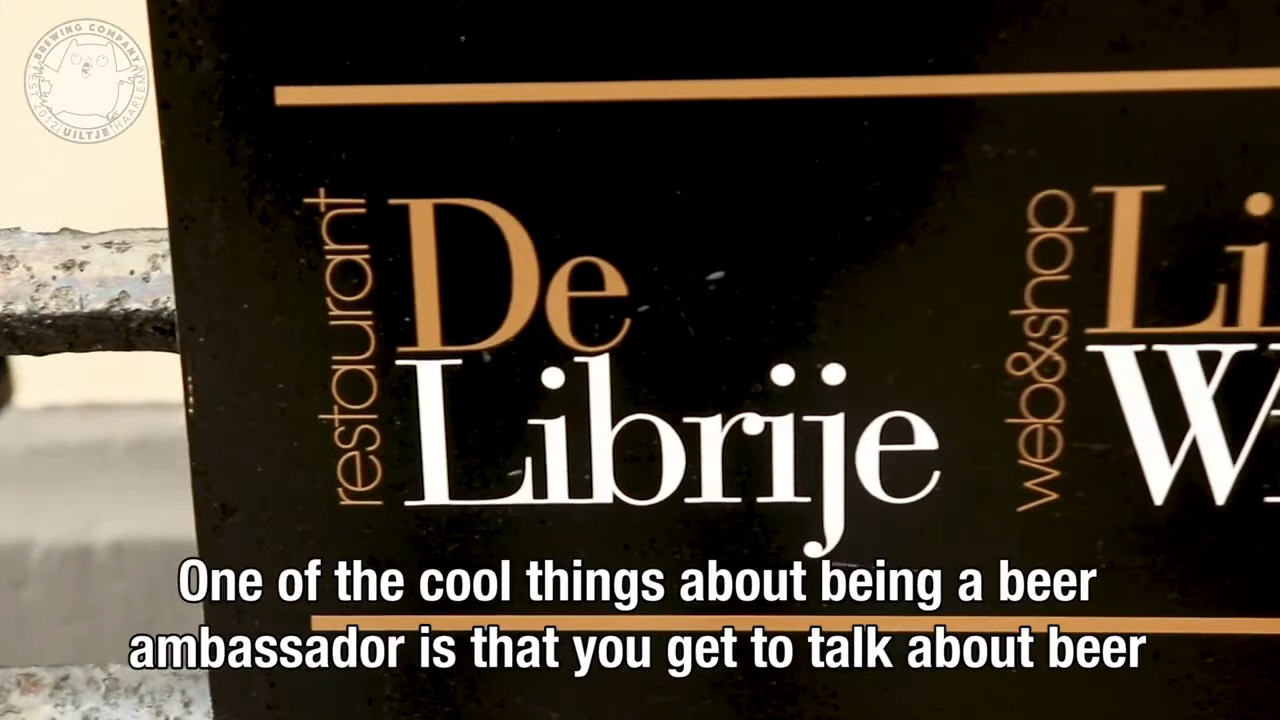 BREWING COMPANY
EST 2012 UILTJE HAARLEM
restaurant
De
Librije
web&shop
Li
W
One of the cool things about being a beer
ambassador is that you get to talk about beer